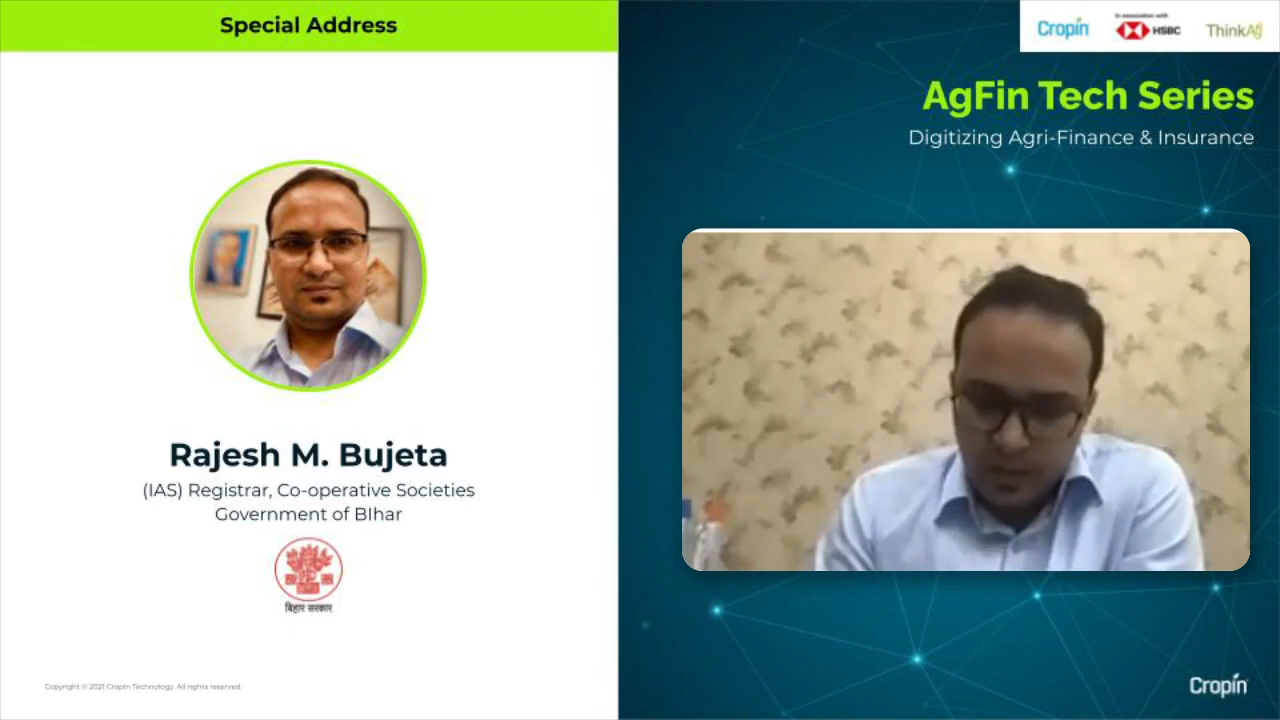 Special Address
Rajesh M. Bujeta
(IAS) Registrar, Co-operative Societies
Government of BIhar
बिहार सरकार
Copyright © 2021 CropIn Technology. All rights reserved.
Cropin
In association with
HSBC
ThinkAg
AgFin Tech Series
Digitizing Agri-Finance & Insurance
Cropin